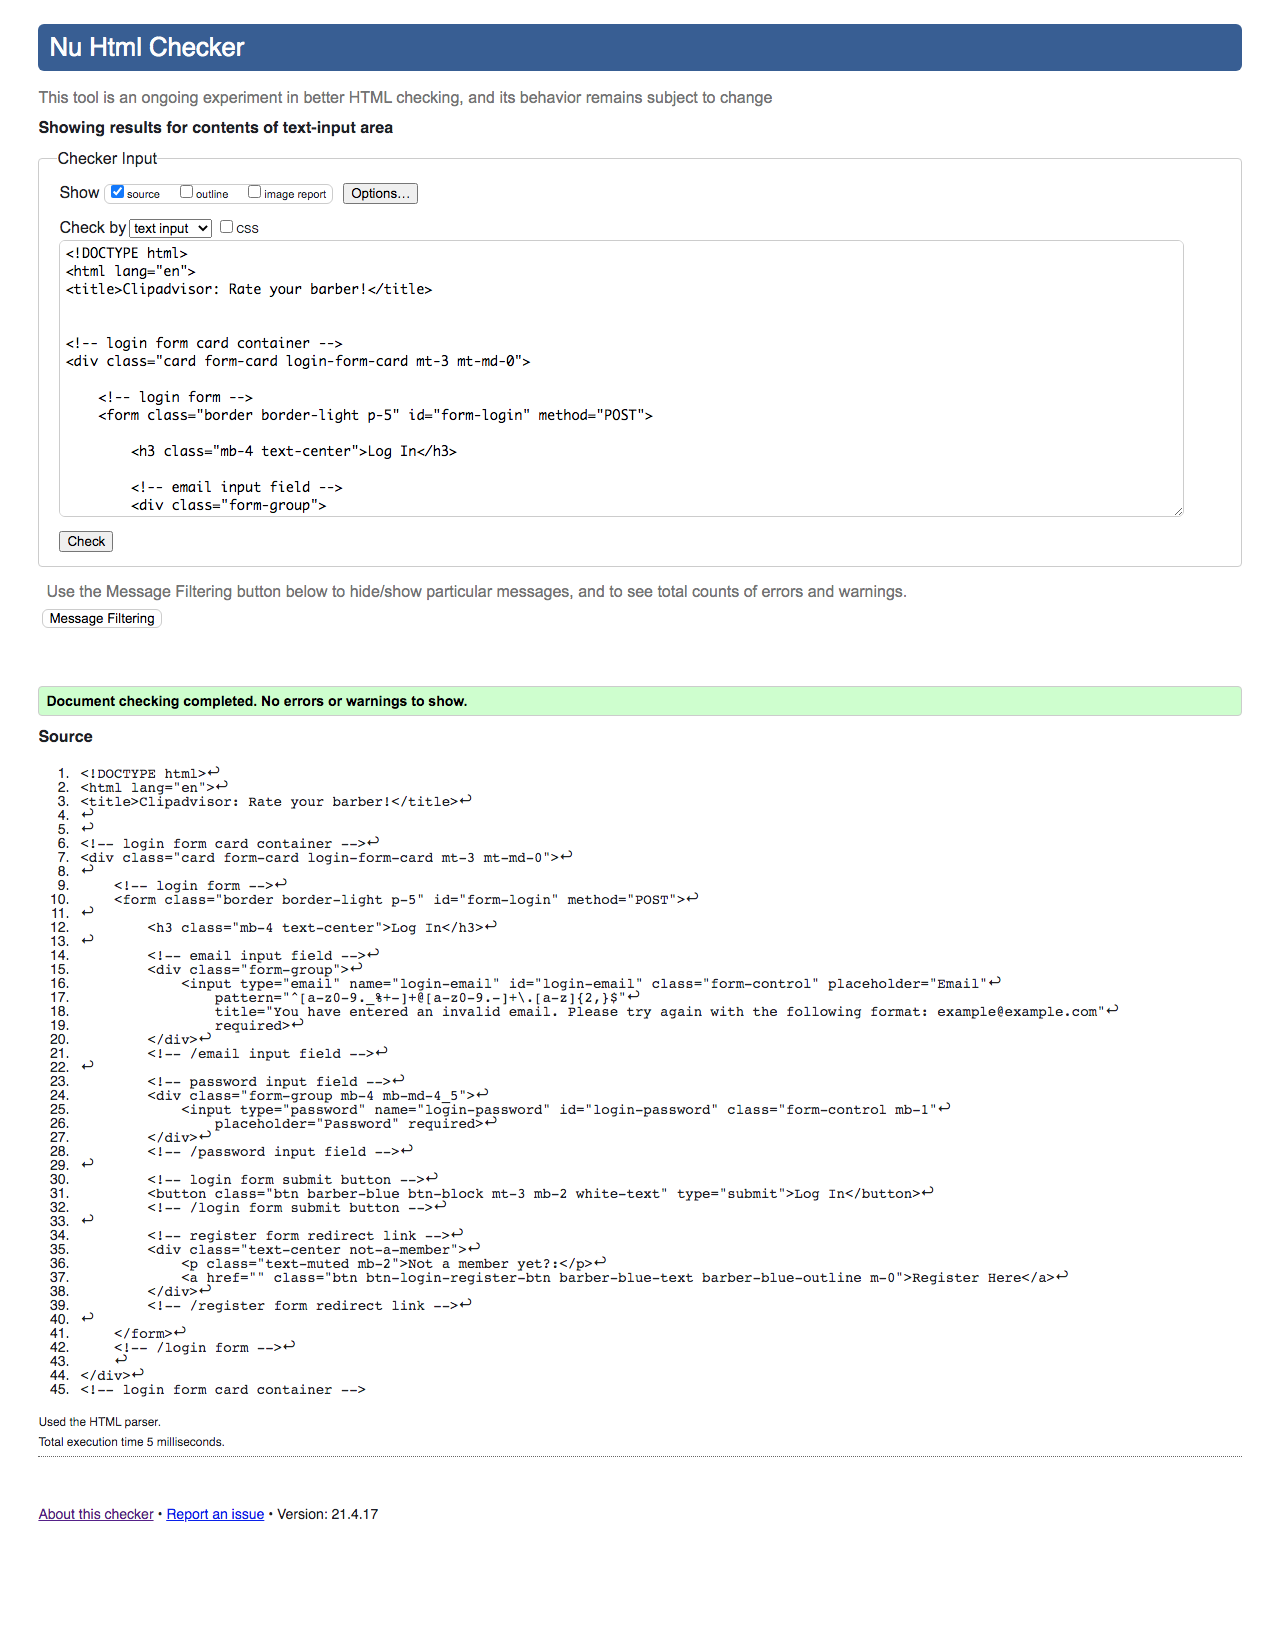 Nu Html Checker
This tool is an ongoing experiment in better HTML checking, and its behavior remains subject to change
Showing results for contents of text-input area
Checker Input
Show source outline image report Options...
Check by text input CSS
<!DOCTYPE html>
<html lang="en">
<title>Clipadvisor: Rate your barber!</title>
<!-- login form card container -->
<div class="card form-card login-form-card mt-3 mt-md-0">
    <!-- login form -->
    <form class="border border-light p-5" id="form-login" method="POST">
        <h3 class="mb-4 text-center">Log In</h3>
        <!-- email input field -->
        <div class="form-group">
Check
Use the Message Filtering button below to hide/show particular messages, and to see total counts of errors and warnings.
Message Filtering
Document checking completed. No errors or warnings to show.
Source
1. <!DOCTYPE html>↩
2. <html lang="en">↩
3. <title>Clipadvisor: Rate your barber!</title>↩
4. ↩
5. ↩
6. <!-- login form card container -->↩
7. <div class="card form-card login-form-card mt-3 mt-md-0">↩
8. ↩
9.     <!-- login form -->↩
10.     <form class="border border-light p-5" id="form-login" method="POST">↩
11. ↩
12.         <h3 class="mb-4 text-center">Log In</h3>↩
13. ↩
14.         <!-- email input field -->↩
15.         <div class="form-group">↩
16.             <input type="email" name="login-email" id="login-email" class="form-control" placeholder="Email"↩
17.                 pattern="^[a-z0-9._%+-]+@[a-z0-9.-]+\.[a-z]{2,}$"↩
18.                 title="You have entered an invalid email. Please try again with the following format: example@example.com"↩
19.                 required>↩
20.         </div>↩
21.         <!-- /email input field -->↩
22. ↩
23.         <!-- password input field -->↩
24.         <div class="form-group mb-4 mb-md-4_5">↩
25.             <input type="password" name="login-password" id="login-password" class="form-control mb-1"↩
26.                 placeholder="Password" required>↩
27.         </div>↩
28.         <!-- /password input field -->↩
29. ↩
30.         <!-- login form submit button -->↩
31.         <button class="btn barber-blue btn-block mt-3 mb-2 white-text" type="submit">Log In</button>↩
32.         <!-- /login form submit button -->↩
33. ↩
34.         <!-- register form redirect link -->↩
35.         <div class="text-center not-a-member">↩
36.             <p class="text-muted mb-2">Not a member yet?:</p>↩
37.             <a href="" class="btn btn-login-register-btn barber-blue-text barber-blue-outline m-0">Register Here</a>↩
38.         </div>↩
39.         <!-- /register form redirect link -->↩
40. ↩
41.     </form>↩
42.     <!-- /login form -->↩
43.     ↩
44. </div>↩
45. <!-- login form card container -->
Used the HTML parser.
Total execution time 5 milliseconds.
About this checker • Report an issue • Version: 21.4.17